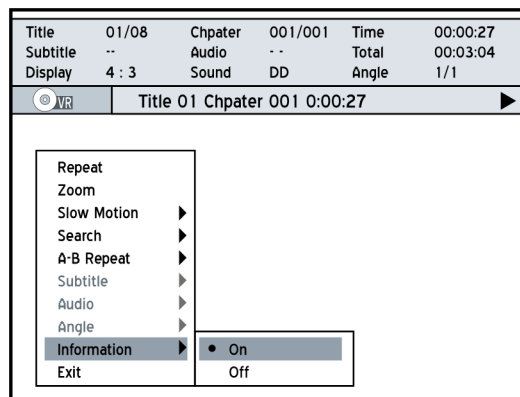 Title 01/08 Chpater 001/001 Time 00:00:27
Subtitle -- Audio - - Total 00:03:04
Display 4 : 3 Sound DD Angle 1/1
VR Title 01 Chpater 001 0:00:27
Repeat
Zoom
Slow Motion
Search
A-B Repeat
Subtitle
Audio
Angle
Information • On
Exit Off